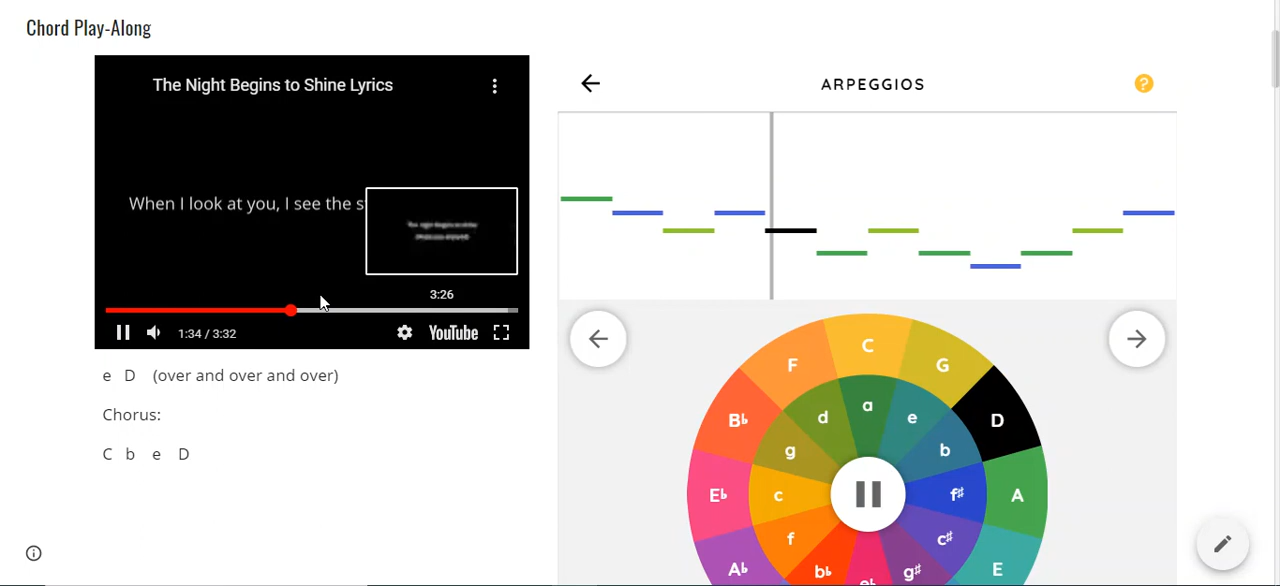 Chord Play-Along
The Night Begins to Shine Lyrics
When I look at you, I see the
3:26
1:34 / 3:32
YouTube
e D (over and over and over)
Chorus:
C b e D
ARPEGGIOS
?
C
F
G
a
B♭
d
e
D
g
b
E♭
c
f♯
A
f
c♯
A♭
b♭
e♭
g♯
E